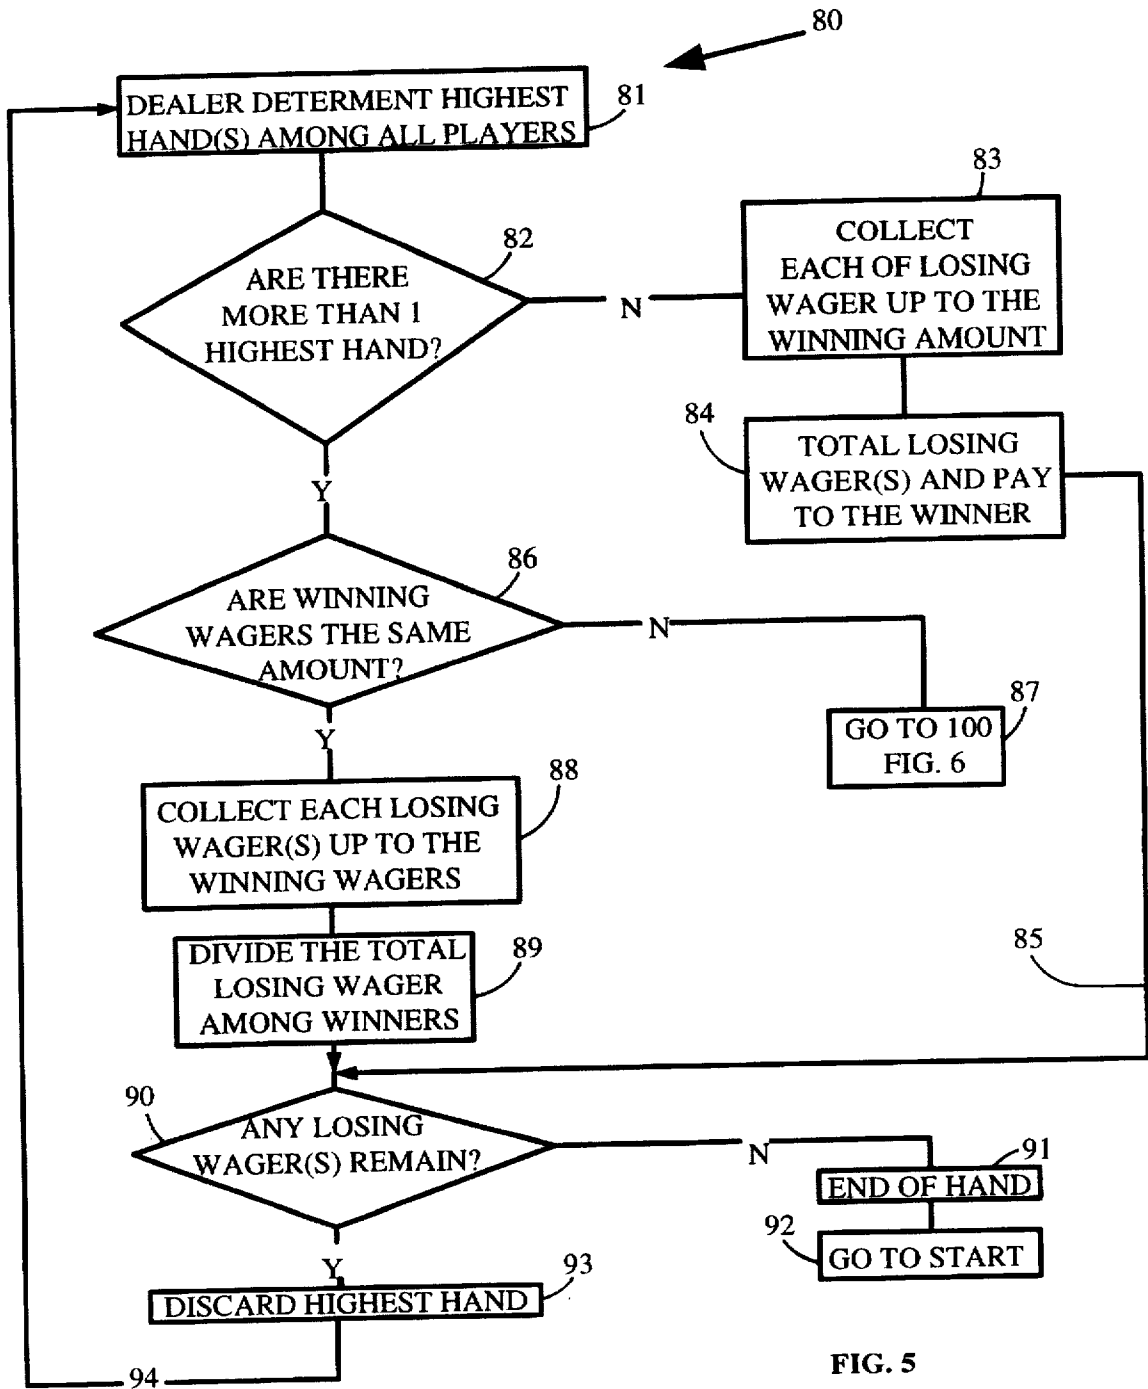 80
DEALER DETERMENT HIGHEST
HAND(S) AMONG ALL PLAYERS
81
82
ARE THERE
MORE THAN 1
HIGHEST HAND?
N
83
COLLECT
EACH OF LOSING
WAGER UP TO THE
WINNING AMOUNT
84
TOTAL LOSING
WAGER(S) AND PAY
TO THE WINNER
Y
86
ARE WINNING
WAGERS THE SAME
AMOUNT?
N
87
GO TO 100
FIG. 6
Y
88
COLLECT EACH LOSING
WAGER(S) UP TO THE
WINNING WAGERS
89
DIVIDE THE TOTAL
LOSING WAGER
AMONG WINNERS
85
90
ANY LOSING
WAGER(S) REMAIN?
N
91
END OF HAND
92
GO TO START
Y
93
DISCARD HIGHEST HAND
94
FIG. 5